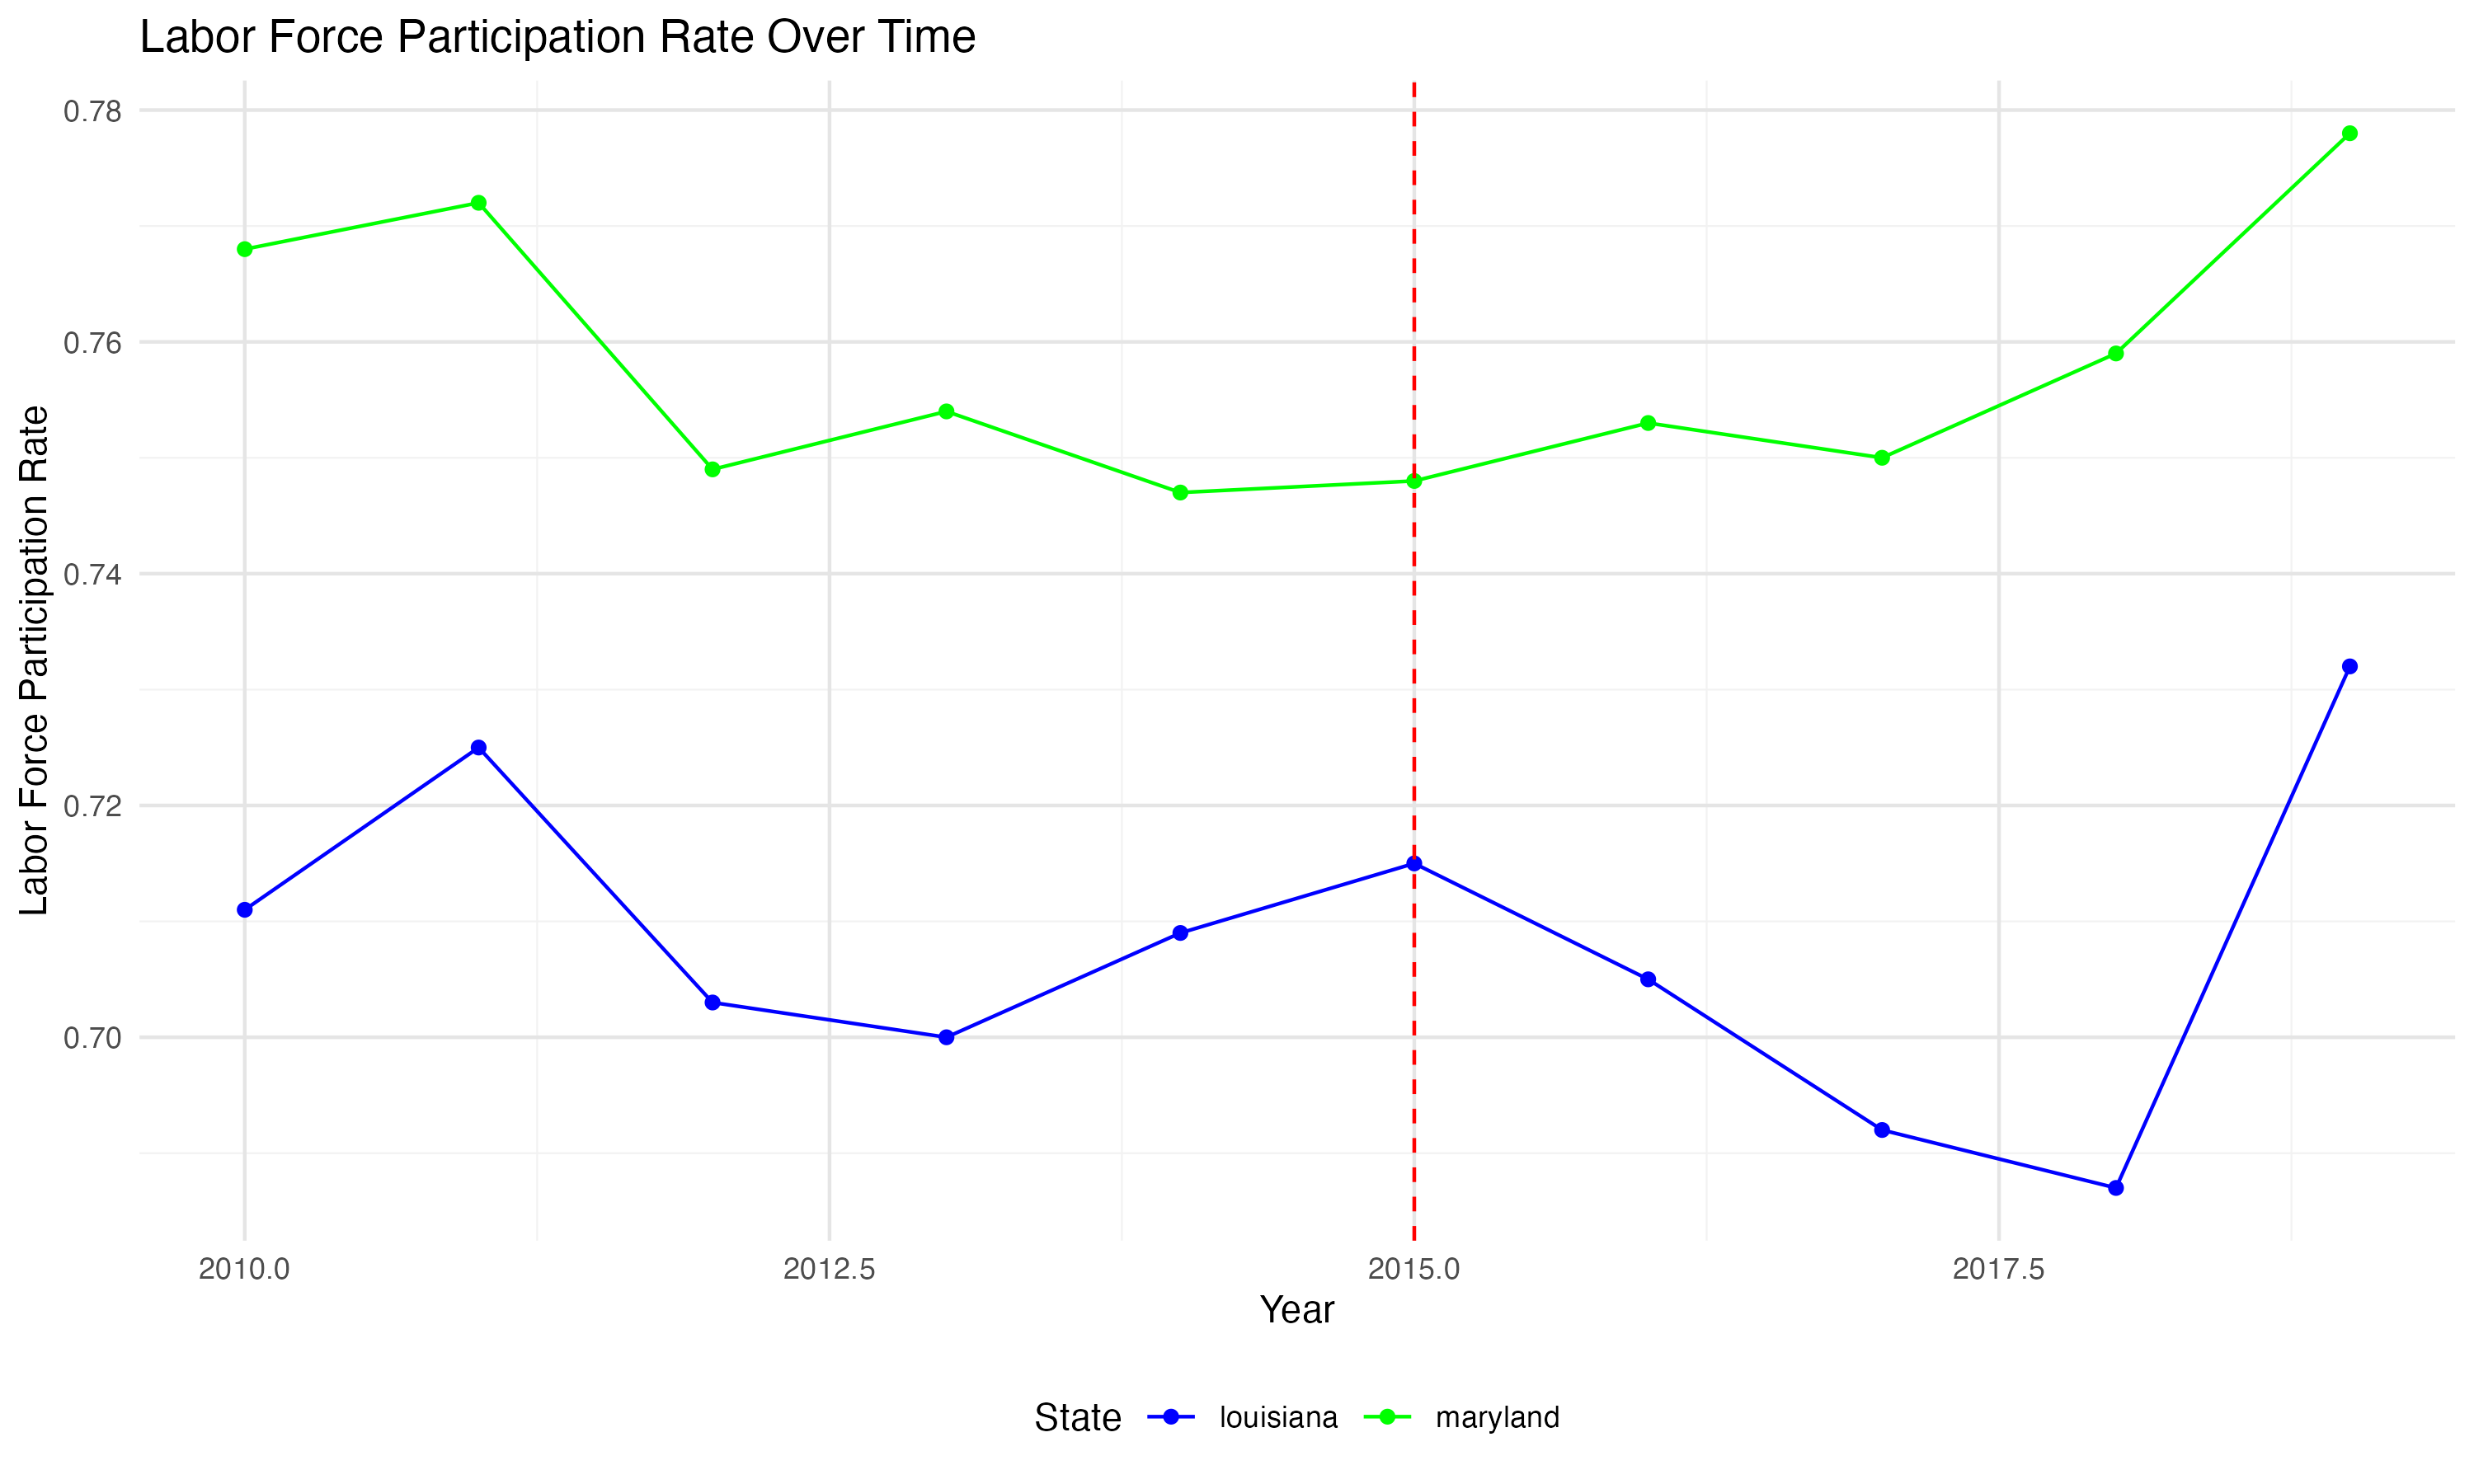 Labor Force Participation Rate Over Time
Labor Force Participation Rate
0.78
0.76
0.74
0.72
0.70
2010.0 2012.5 2015.0 2017.5
Year
State louisiana maryland